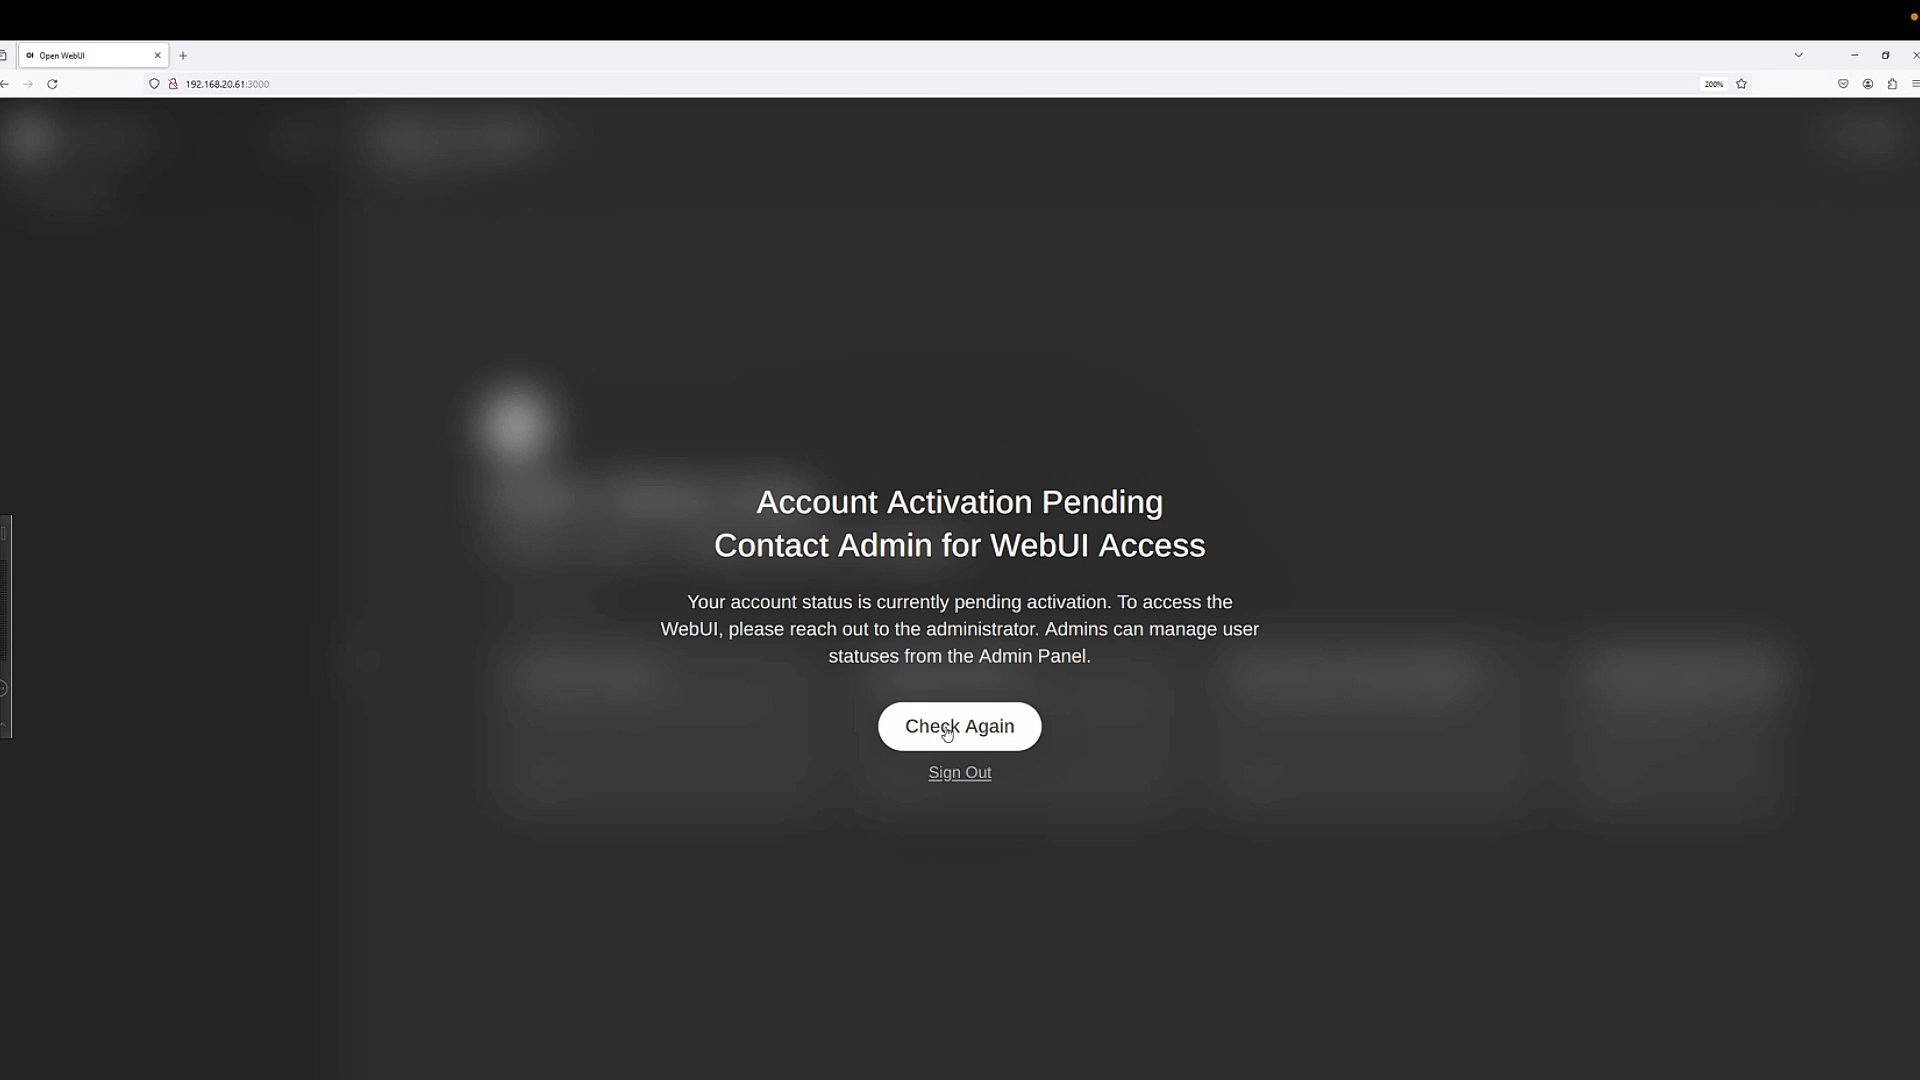 Open WebUI
192.168.20.61:3000
200%
Account Activation Pending
Contact Admin for WebUI Access
Your account status is currently pending activation. To access the
WebUI, please reach out to the administrator. Admins can manage user
statuses from the Admin Panel.
Check Again
Sign Out